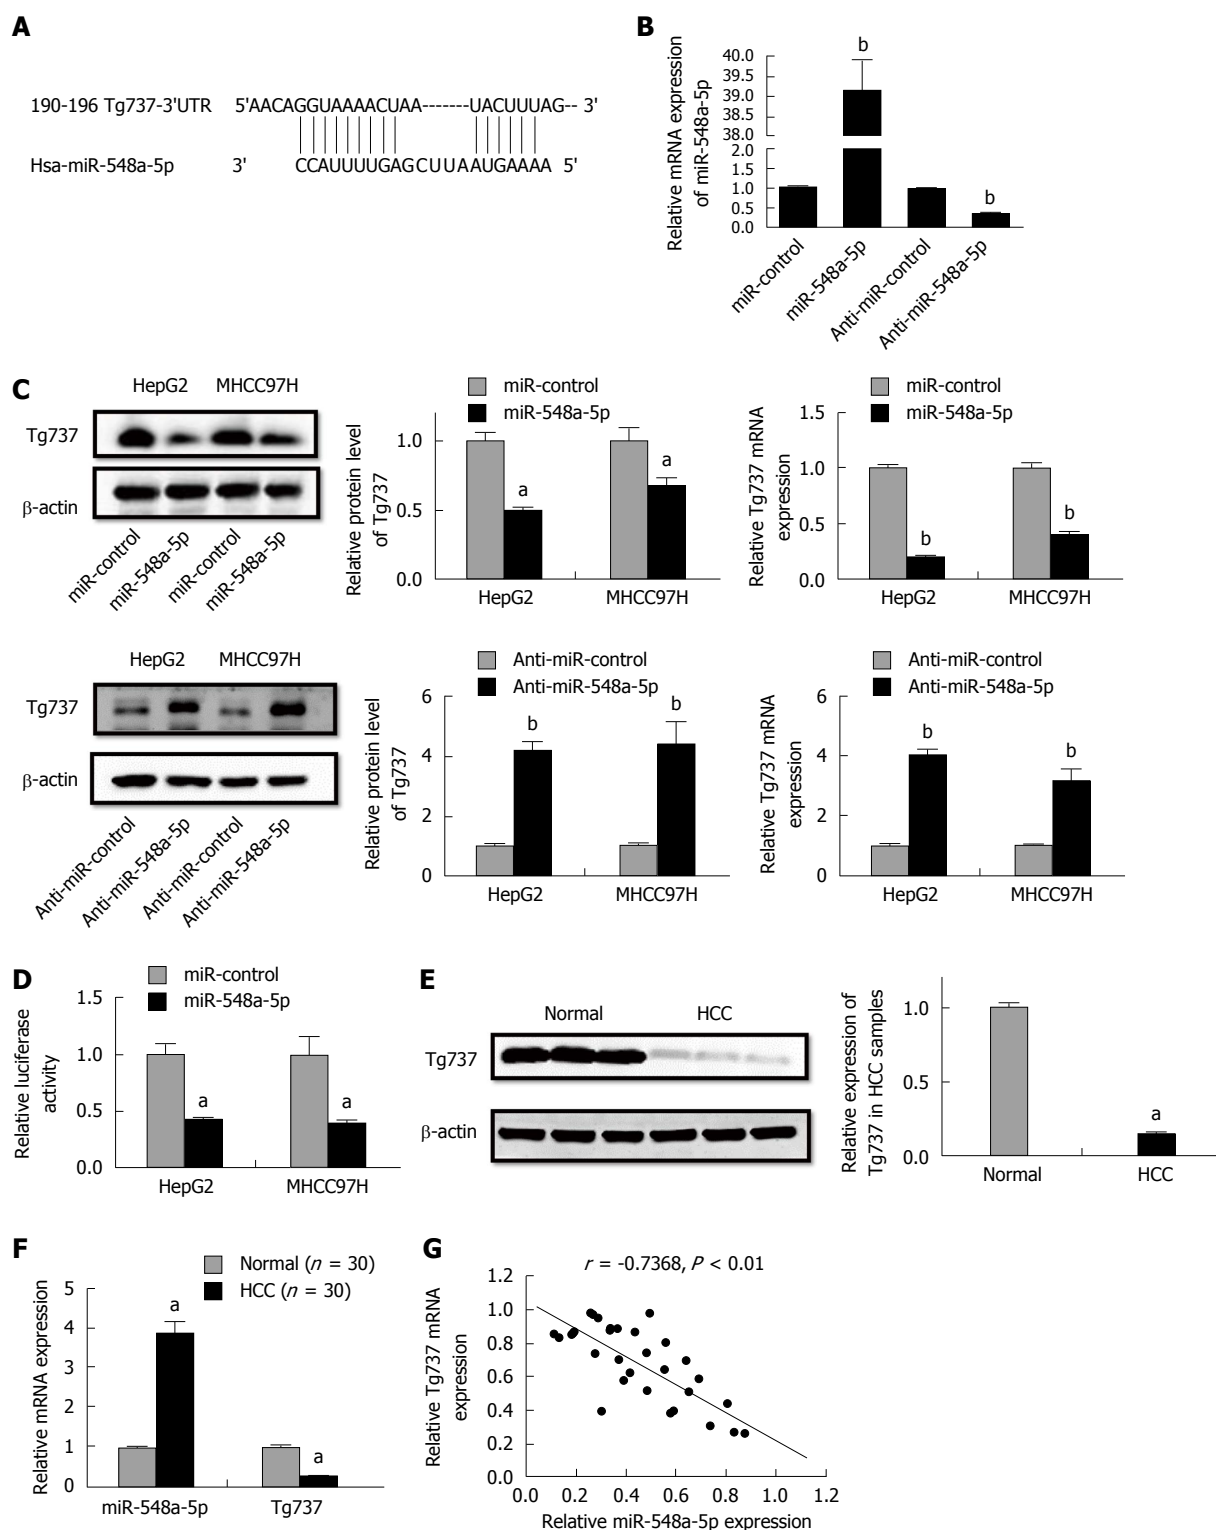 A
190-196 Tg737-3'UTR 5'AACAGGUAAAACUAA-------UACUUUAG-- 3'
Hsa-miR-548a-5p 3' CCAUUUUGAGCUUAAUGAAAA 5'
B
Relative mRNA expression
of miR-548a-5p
40.0
39.5
39.0
38.5
38.0
2.0
1.5
1.0
0.5
0.0
b
b
miR-control
miR-548a-5p
Anti-miR-control
Anti-miR-548a-5p
C
HepG2 MHCC97H
Tg737
β-actin
miR-control
miR-548a-5p
miR-control
miR-548a-5p
miR-control
miR-548a-5p
Relative protein level
of Tg737
1.0
0.5
0.0
a
a
HepG2 MHCC97H
miR-control
miR-548a-5p
Relative Tg737 mRNA
expression
1.5
1.0
0.5
0.0
b
b
HepG2 MHCC97H
HepG2 MHCC97H
Tg737
β-actin
Anti-miR-control
Anti-miR-548a-5p
Anti-miR-control
Anti-miR-548a-5p
Anti-miR-control
Anti-miR-548a-5p
Relative protein level
of Tg737
6
4
2
0
b
b
HepG2 MHCC97H
Anti-miR-control
Anti-miR-548a-5p
Relative Tg737 mRNA
expression
6
4
2
0
b
b
HepG2 MHCC97H
D
miR-control
miR-548a-5p
Relative luciferase
activity
1.5
1.0
0.5
0.0
a
a
HepG2 MHCC97H
E
Normal HCC
Tg737
β-actin
Relative expression of
Tg737 in HCC samples
1.0
0.5
0.0
a
Normal HCC
F
Normal (n = 30)
HCC (n = 30)
Relative mRNA expression
5
4
3
2
1
0
a
a
miR-548a-5p Tg737
G
r = -0.7368, P < 0.01
Relative Tg737 mRNA
expression
1.2
1.0
0.8
0.6
0.4
0.2
0.0
0.0 0.2 0.4 0.6 0.8 1.0 1.2
Relative miR-548a-5p expression